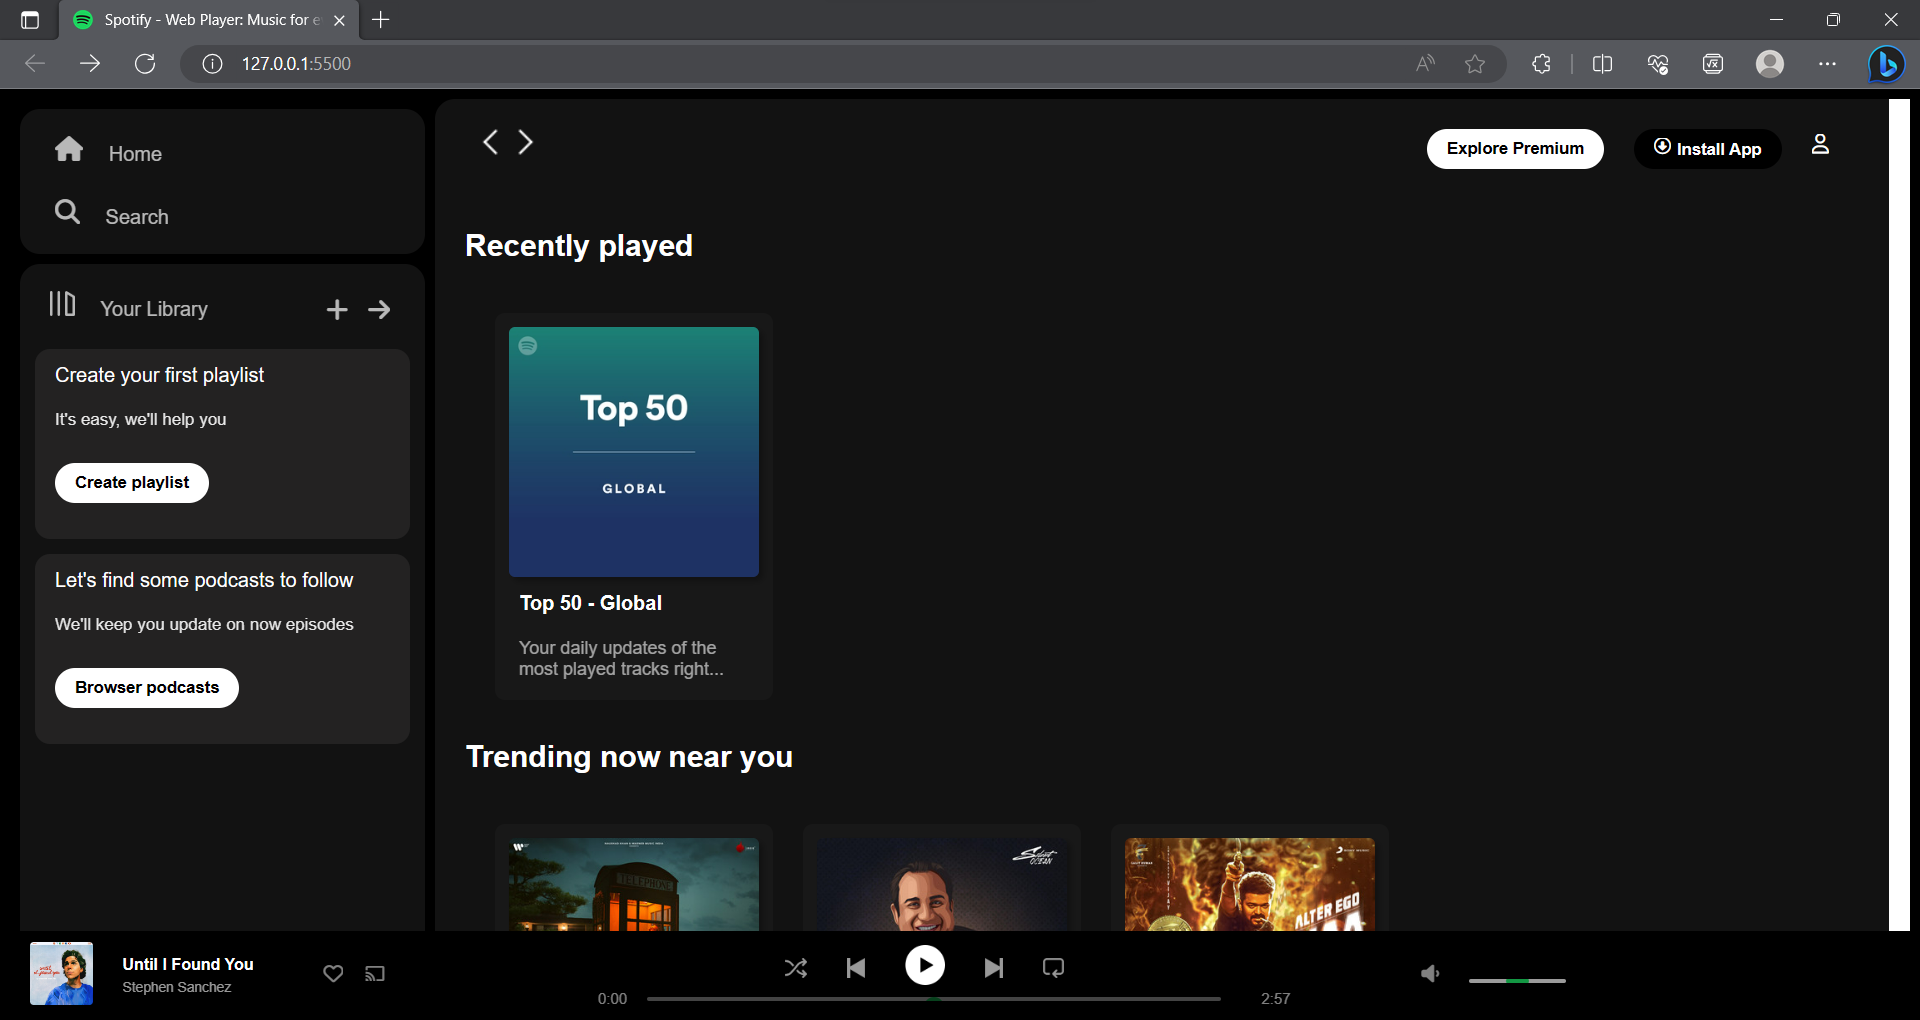 Spotify - Web Player: Music for e
127.0.0.1:5500
Home
Search
Your Library
Create your first playlist
It's easy, we'll help you
Create playlist
Let's find some podcasts to follow
We'll keep you update on now episodes
Browser podcasts
Explore Premium
Install App
Recently played
Top 50
GLOBAL
Top 50 - Global
Your daily updates of the
most played tracks right...
Trending now near you
TELEPHONE
Select
OCEAN
ALTER EGO
Until I Found You
Stephen Sanchez
0:00
2:57